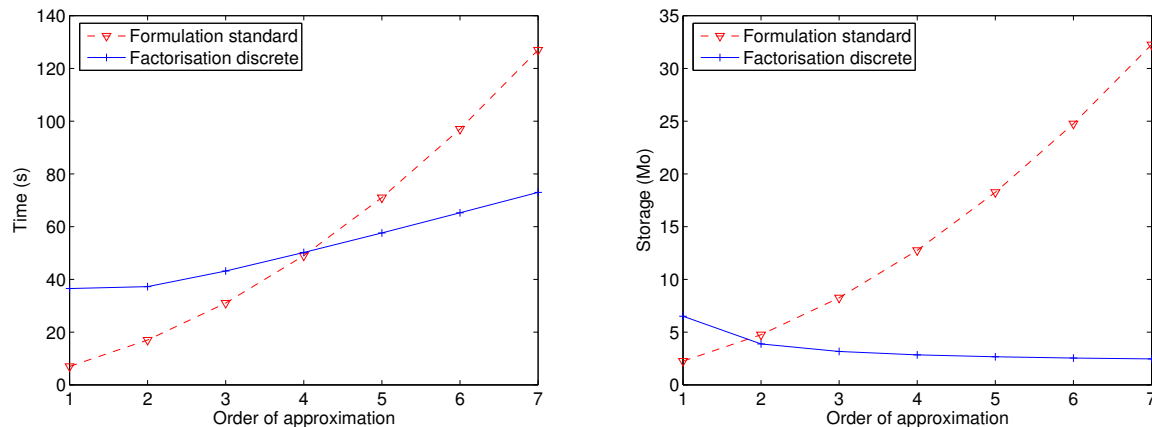 140
120
100
80
60
40
20
0
Time (s)
Formulation standard
Factorisation discrete
1 2 3 4 5 6 7
Order of approximation
35
30
25
20
15
10
5
0
Storage (Mo)
Formulation standard
Factorisation discrete
1 2 3 4 5 6 7
Order of approximation